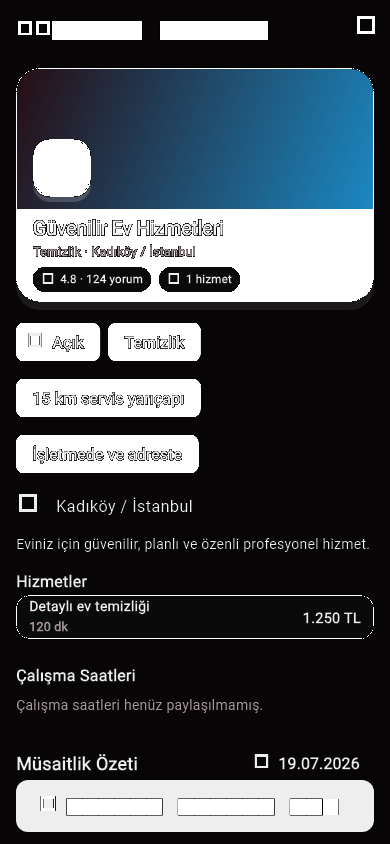 Güvenilir Ev Hizmetleri
Temizlik · Kadıköy / İstanbul
4.8 · 124 yorum
1 hizmet
Açık
Temizlik
15 km servis yarıçapı
İşletmede ve adreste
Kadıköy / İstanbul
Eviniz için güvenilir, planlı ve özenli profesyonel hizmet.
Hizmetler
Detaylı ev temizliği
120 dk
1.250 TL
Çalışma Saatleri
Çalışma saatleri henüz paylaşılmamış.
Müsaitlik Özeti
19.07.2026